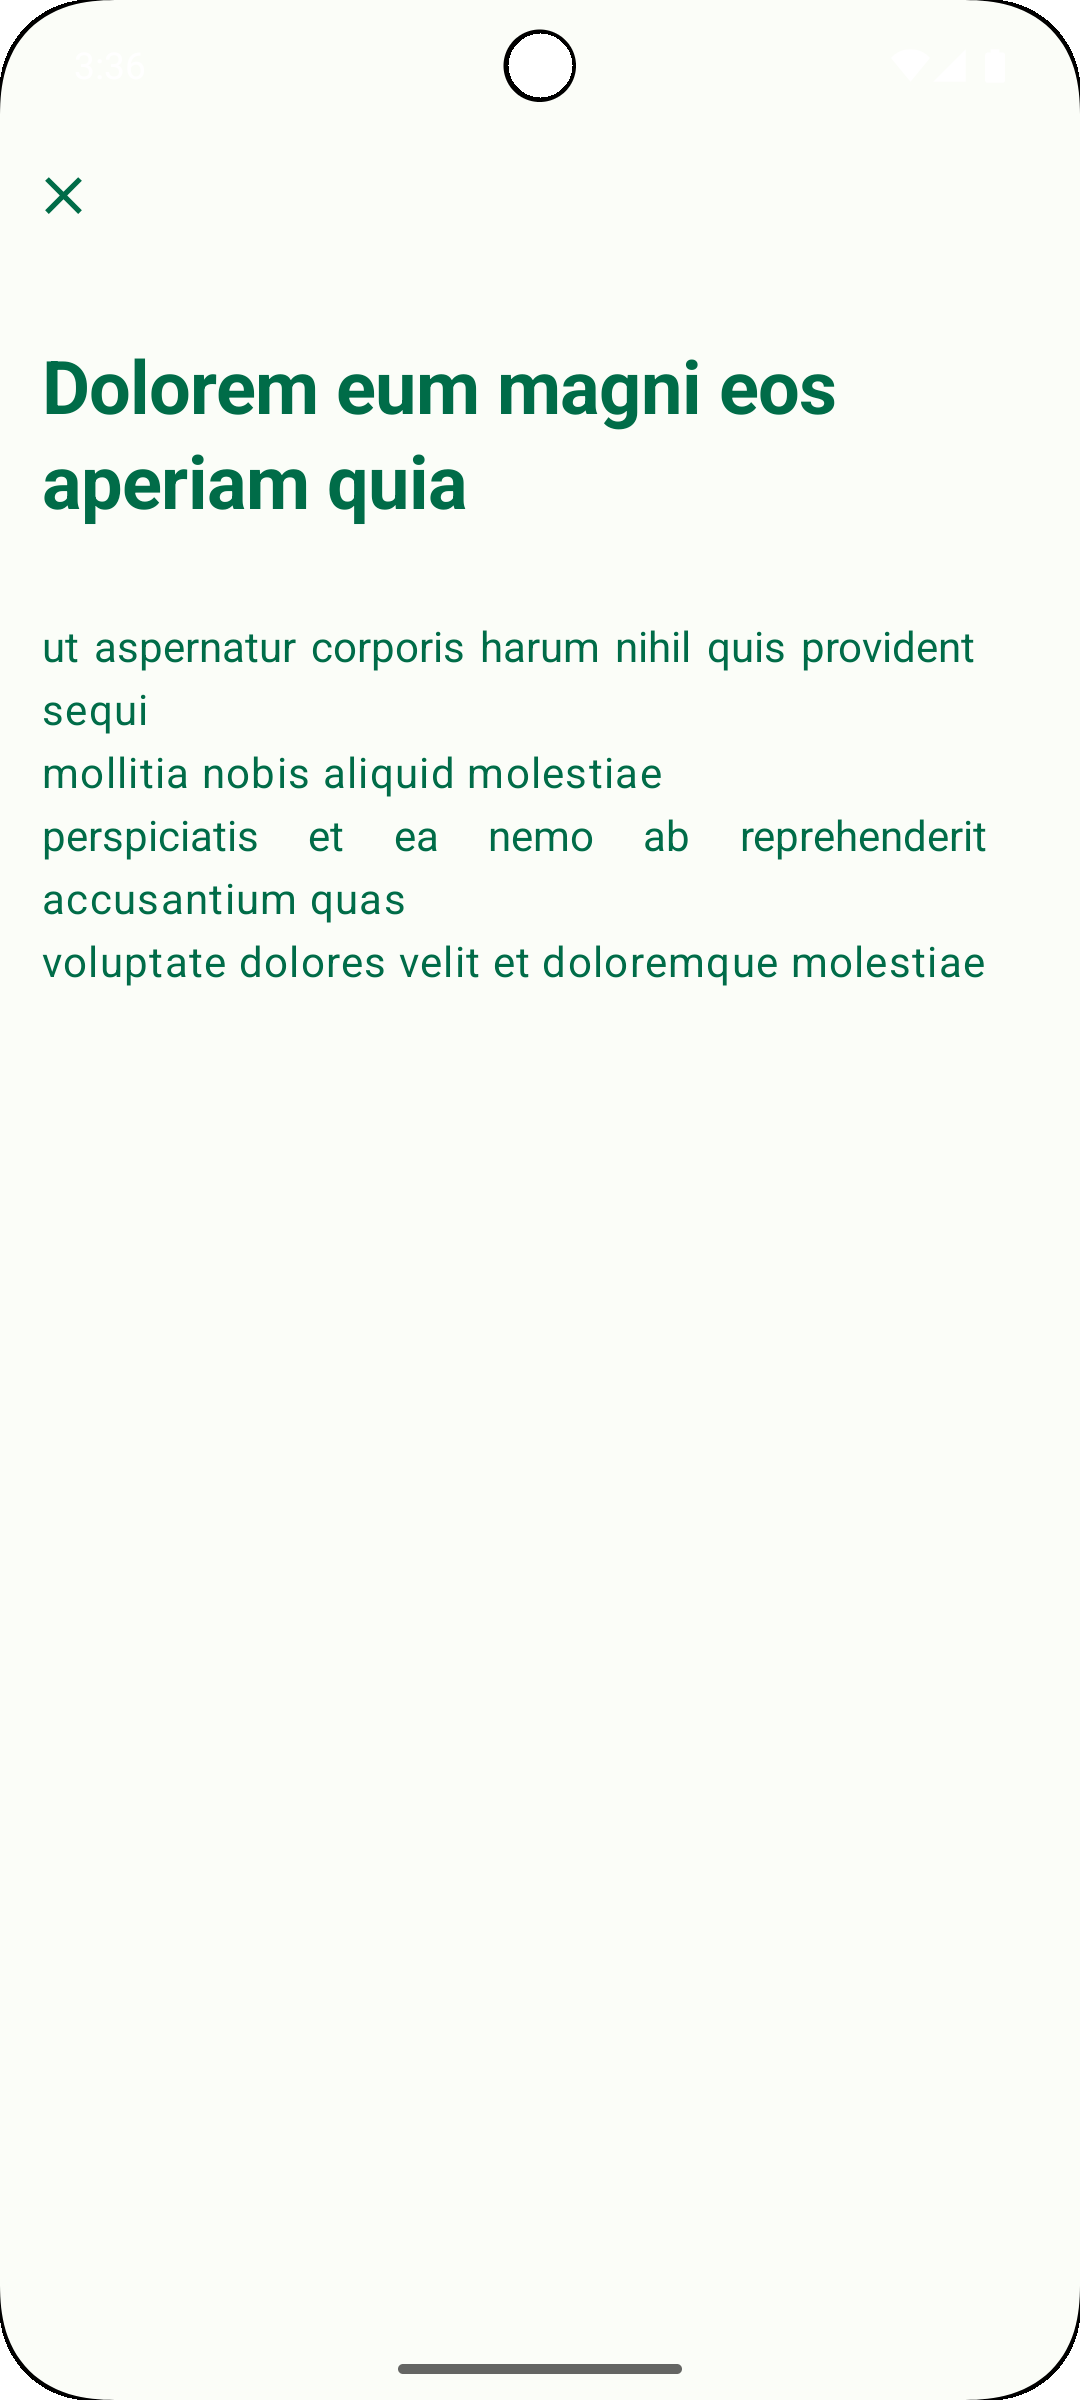 3:36
Dolorem eum magni eos
aperiam quia
ut aspernatur corporis harum nihil quis provident
sequi
mollitia nobis aliquid molestiae
perspiciatis et ea nemo ab reprehenderit
accusantium quas
voluptate dolores velit et doloremque molestiae